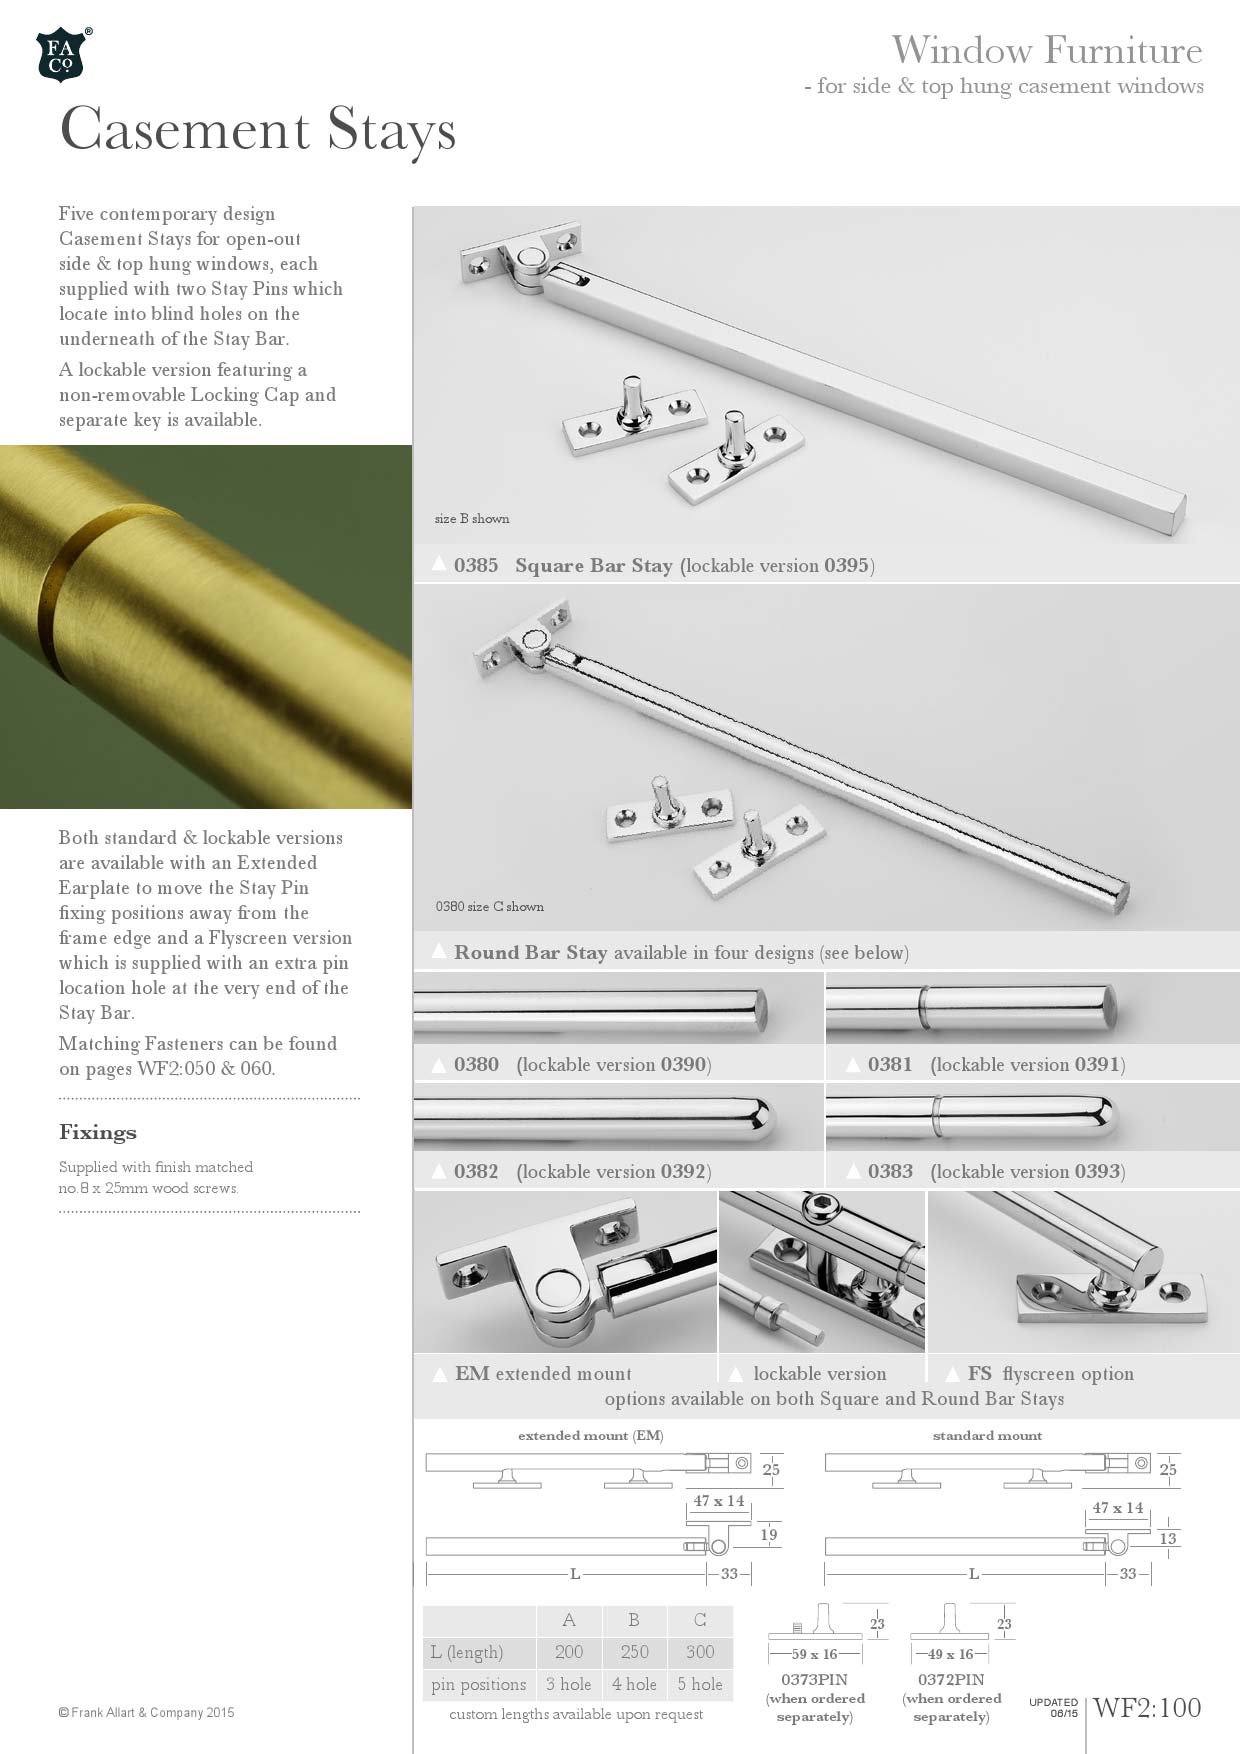 FA
Co.
®
Window Furniture
- for side & top hung casement windows
Casement Stays
Five contemporary design
Casement Stays for open-out
side & top hung windows, each
supplied with two Stay Pins which
locate into blind holes on the
underneath of the Stay Bar.
A lockable version featuring a
non-removable Locking Cap and
separate key is available.
Both standard & lockable versions
are available with an Extended
Earplate to move the Stay Pin
fixing positions away from the
frame edge and a Flyscreen version
which is supplied with an extra pin
location hole at the very end of the
Stay Bar.
Matching Fasteners can be found
on pages WF2:050 & 060.
Fixings
Supplied with finish matched
no.8 x 25mm wood screws.
size B shown
0385 Square Bar Stay (lockable version 0395)
0380 size C shown
Round Bar Stay available in four designs (see below)
0380 (lockable version 0390)
0381 (lockable version 0391)
0382 (lockable version 0392)
0383 (lockable version 0393)
EM extended mount
lockable version
FS flyscreen option
options available on both Square and Round Bar Stays
extended mount (EM)
25
47 x 14
19
L
33
standard mount
25
47 x 14
13
L
33
A B C
L (length) 200 250 300
pin positions 3 hole 4 hole 5 hole
custom lengths available upon request
23
59 x 16
0373PIN
(when ordered
separately)
23
49 x 16
0372PIN
(when ordered
separately)
© Frank Allart & Company 2015
UPDATED
06/15
WF2:100